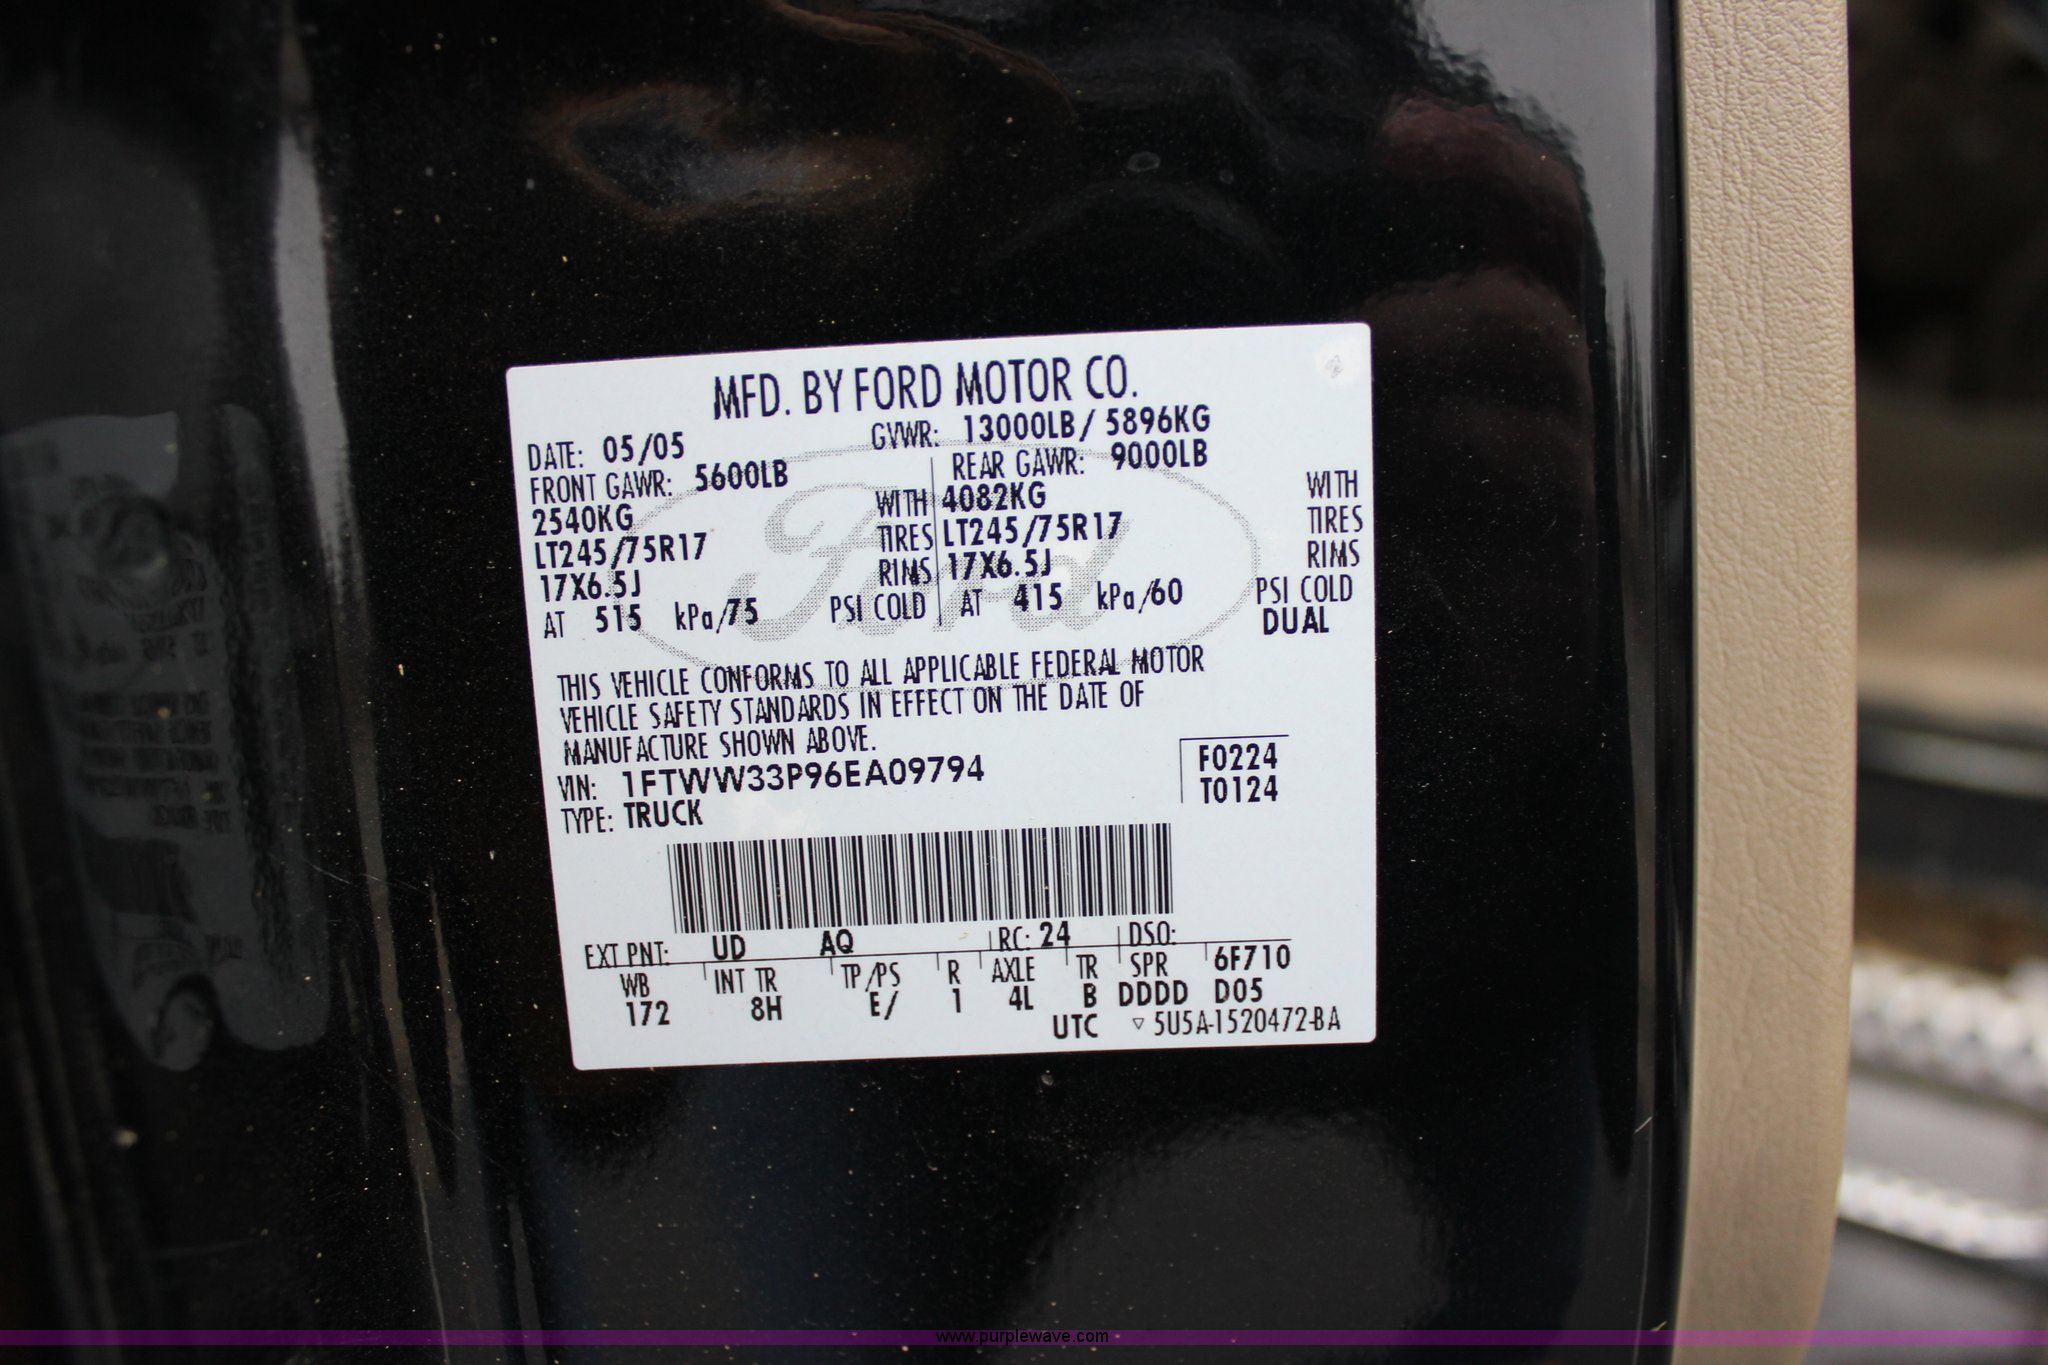 MFD. BY FORD MOTOR CO.
DATE: 05/05 GVWR: 13000LB/ 5896KG
FRONT GAWR: 5600LB REAR GAWR: 9000LB
2540KG WITH 4082KG WITH
LT245/75R17 TIRES LT245/75R17 TIRES
17X6.5J RIMS 17X6.5J RIMS
AT 515 kPa/75 PSI COLD AT 415 kPa/60 PSI COLD
DUAL
Ford
THIS VEHICLE CONFORMS TO ALL APPLICABLE FEDERAL MOTOR
VEHICLE SAFETY STANDARDS IN EFFECT ON THE DATE OF
MANUFACTURE SHOWN ABOVE.
VIN: 1FTWW33P96EA09794 F0224
TYPE: TRUCK T0124
EXT PNT: UD AQ RC: 24 DSO:
WB INT TR TP/PS R AXLE TR SPR 6F710
172 8H E/ 1 4L B DDDD D05
UTC ▽ 5U5A-1520472-BA
www.purplewave.com